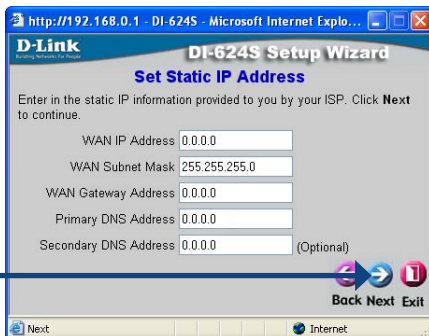 http://192.168.0.1 - DI-624S - Microsoft Internet Explo...
D-Link
Building Networks for People
DI-624S Setup Wizard
Set Static IP Address
Enter in the static IP information provided to you by your ISP. Click Next
to continue.
WAN IP Address 0.0.0.0
WAN Subnet Mask 255.255.255.0
WAN Gateway Address 0.0.0.0
Primary DNS Address 0.0.0.0
Secondary DNS Address 0.0.0.0 (Optional)
Back Next Exit
Next Internet